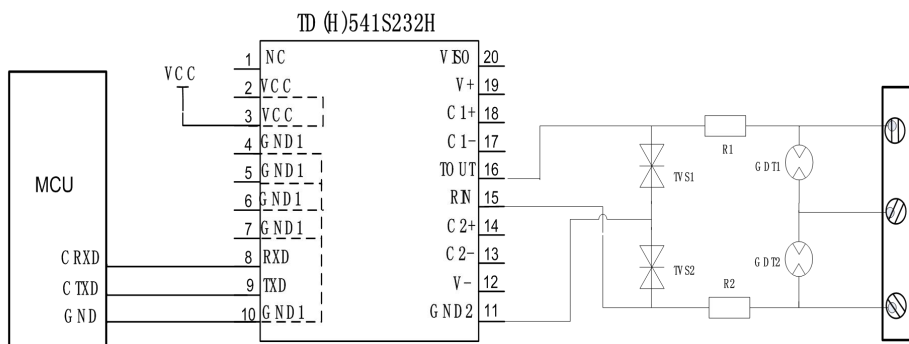 TD(H)541S232H
VCC
MCU
CRXD
CTXD
GND
1 NC
2 VCC
3 VCC
4 GND1
5 GND1
6 GND1
7 GND1
8 RXD
9 TXD
10 GND1
VISO 20
V+ 19
C1+ 18
C1- 17
TOUT 16
RIN 15
C2+ 14
C2- 13
V- 12
GND2 11
TVS1
TVS2
R1
R2
GDT1
GDT2